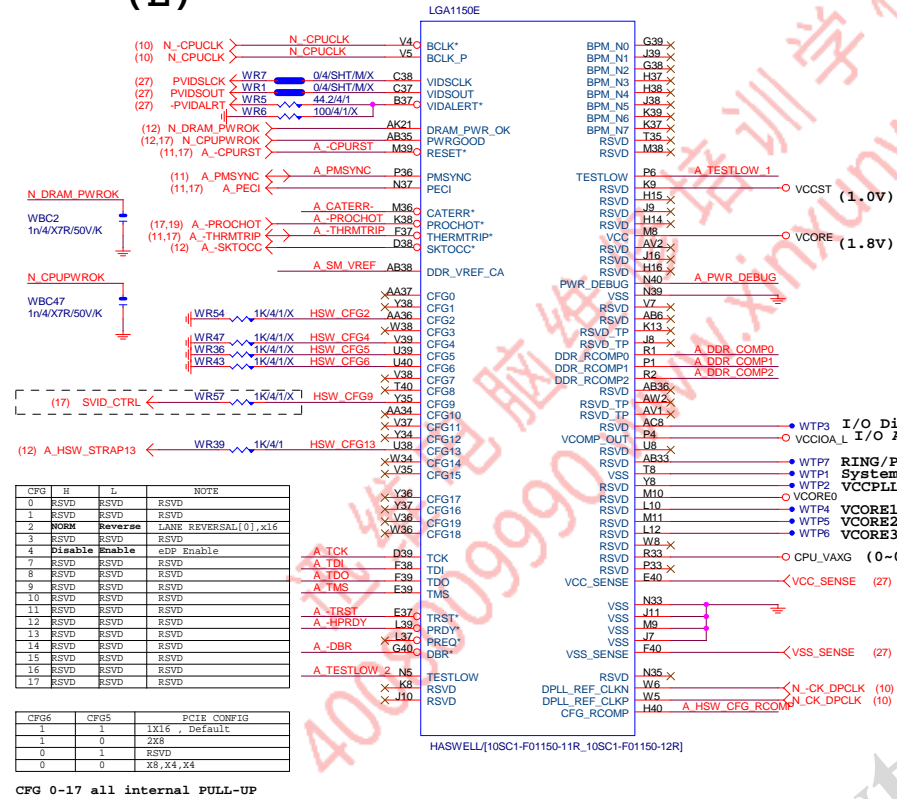 (E)
LGA1150E
(10) N_-CPUCLK N_-CPUCLK V4 BCLK* BPM_N0 G39
(10) N_CPUCLK N_CPUCLK V5 BCLK_P BPM_N1 J39
BPM_N2 G38
(27) PVIDSLCK WR7 0/4/SHT/M/X C38 VIDSCLK BPM_N3 H37
(27) PVIDSOUT WR1 0/4/SHT/M/X C37 VIDSOUT BPM_N4 H38
(27) -PVIDALRT WR5 44.2/4/1 B37 VIDALERT* BPM_N5 J38
WR6 100/4/1/X BPM_N6 K39
BPM_N7 K37
(12) N_DRAM_PWROK AK21 DRAM_PWR_OK RSVD T35
(12,17) N_CPUPWROK AB35 PWRGOOD RSVD M38
(11,17) A_-CPURST A_-CPURST M39 RESET*
(11) A_PMSYNC A_PMSYNC P36 PMSYNC TESTLOW P6 A_TESTLOW_1
(11,17) A_PECI N37 PECI RSVD K9 VCCST (1.0V)
RSVD H15
A_CATERR- M36 CATERR* RSVD J9
(17,19) A_-PROCHOT A_-PROCHOT K38 PROCHOT* RSVD H14
(11,17) A_-THRMTRIP A_-THRMTRIP F37 THERMTRIP* VCC M8 VCORE (1.8V)
(12) A_-SKTOCC D38 SKTOCC* RSVD AV2
RSVD J16
A_SM_VREF AB38 DDR_VREF_CA RSVD H16
PWR_DEBUG N40 A_PWR_DEBUG
N_DRAM_PWROK
WBC2
1n/4/X7R/50V/K
N_CPUPWROK
WBC47
1n/4/X7R/50V/K
AA37 CFG0 VSS N39
Y38 CFG1 RSVD V7
WR54 1K/4/1/X HSW_CFG2 AA36 CFG2 RSVD AB6
W38 CFG3 RSVD_TP K13
WR47 1K/4/1/X HSW_CFG4 V39 CFG4 RSVD_TP J8
WR36 1K/4/1/X HSW_CFG5 U39 CFG5 DDR_RCOMP0 R1 A_DDR_COMP0
WR43 1K/4/1/X HSW_CFG6 U40 CFG6 DDR_RCOMP1 P1 A_DDR_COMP1
V38 CFG7 DDR_RCOMP2 R2 A_DDR_COMP2
T40 CFG8 RSVD AB36
(17) SVID_CTRL WR57 1K/4/1/X HSW_CFG9 Y35 CFG9 RSVD_TP AW2
AA34 CFG10 RSVD_TP AV1
V37 CFG11 RSVD AC8 WTP3 I/O Di
Y34 CFG12 VCOMP_OUT P4 VCCIOA_L I/O A
(12) A_HSW_STRAP13 WR39 1K/4/1 HSW_CFG13 U38 CFG13 RSVD U8
W34 CFG14 RSVD AB33 WTP7 RING/P
V35 CFG15 RSVD T8 WTP1 System
RSVD Y8 WTP2 VCCPLL
Y36 CFG17 RSVD M10 VCORE0
Y37 CFG16 RSVD L10 WTP4 VCORE1
V36 CFG19 RSVD M11 WTP5 VCORE2
W36 CFG18 RSVD L12 WTP6 VCORE3
RSVD W8
A_TCK D39 TCK RSVD R33 CPU_VAXG (0~
A_TDI F38 TDI RSVD P33
A_TDO F39 TDO VCC_SENSE E40 VCC_SENSE (27)
A_TMS E39 TMS
VSS N33
A_-TRST E37 TRST* VSS J11
A_-HPRDY L39 PRDY* VSS M9
L37 PREQ* VSS J7
A_-DBR G40 DBR* VSS_SENSE F40 VSS_SENSE (27)
A_TESTLOW_2 N5 TESTLOW RSVD N35
K8 RSVD DPLL_REF_CLKN W6 N_-CK_DPCLK (10)
J10 RSVD DPLL_REF_CLKP W5 N_CK_DPCLK (10)
CFG_RCOMP H40 A_HSW_CFG_RCOMP
HASWELL/[10SC1-F01150-11R_10SC1-F01150-12R]
CFG H L NOTE
0 RSVD RSVD RSVD
1 RSVD RSVD RSVD
2 NORM Reverse LANE REVERSAL[0],x16
3 RSVD RSVD RSVD
4 Disable Enable eDP Enable
7 RSVD RSVD RSVD
8 RSVD RSVD RSVD
9 RSVD RSVD RSVD
10 RSVD RSVD RSVD
11 RSVD RSVD RSVD
12 RSVD RSVD RSVD
13 RSVD RSVD RSVD
14 RSVD RSVD RSVD
15 RSVD RSVD RSVD
16 RSVD RSVD RSVD
17 RSVD RSVD RSVD
CFG6 CFG5 PCIE CONFIG
1 1 1X16 , Default
1 0 2X8
0 1 RSVD
0 0 X8,X4,X4
CFG 0-17 all internal PULL-UP
4008009990
www.xinxunw